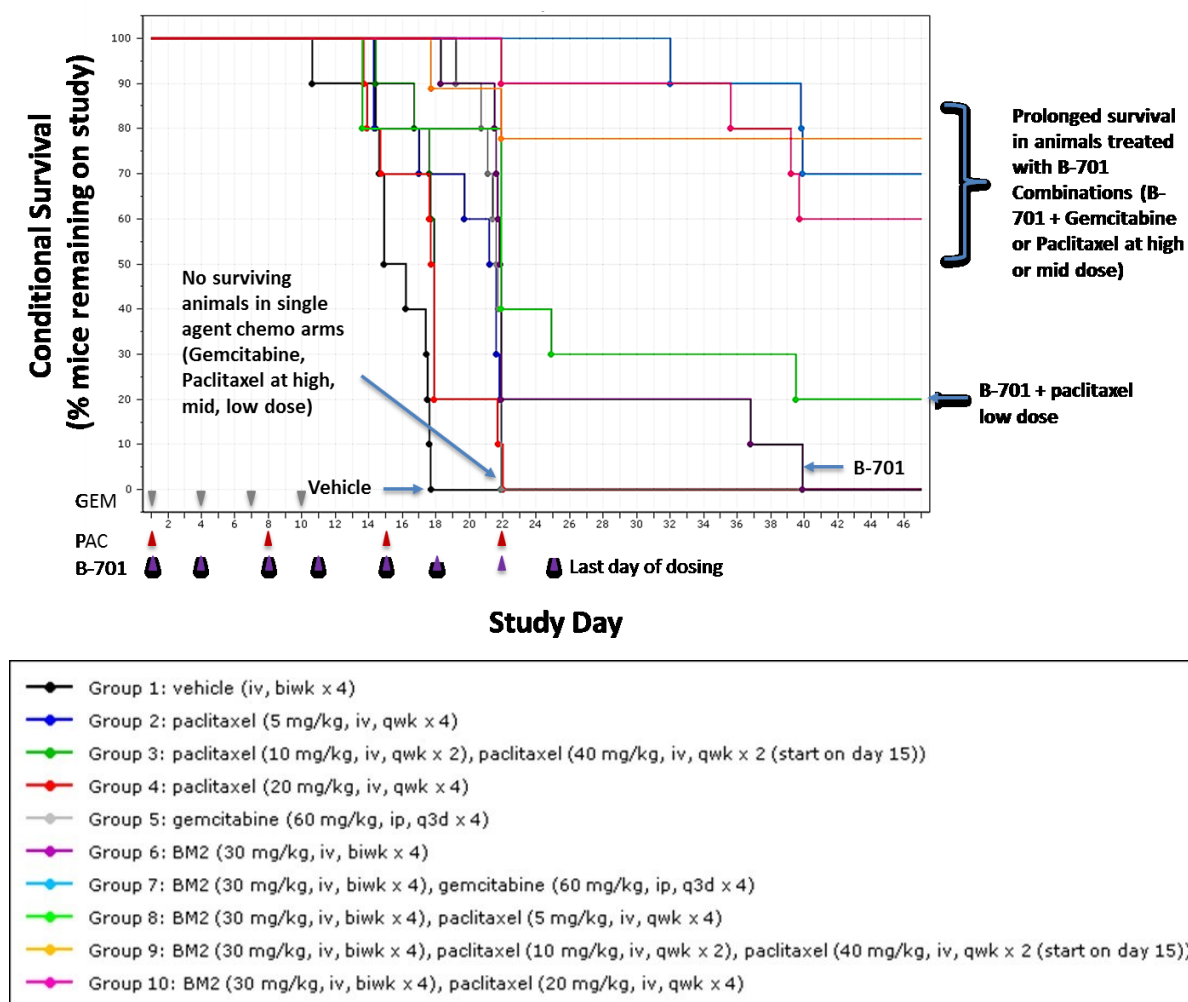 Conditional Survival
(% mice remaining on study)
100
90
80
70
60
50
40
30
20
10
0
No surviving
animals in single
agent chemo arms
(Gemcitabine,
Paclitaxel at high,
mid, low dose)
Vehicle
B-701
Prolonged survival
in animals treated
with B-701
Combinations (B-
701 + Gemcitabine
or Paclitaxel at high
or mid dose)
B-701 + paclitaxel
low dose
GEM
2 4 6 8 10 12 14 16 18 20 22 24 26 28 30 32 34 36 38 40 42 44 46
PAC
B-701
Last day of dosing
Study Day
Group 1: vehicle (iv, biwk x 4)
Group 2: paclitaxel (5 mg/kg, iv, qwk x 4)
Group 3: paclitaxel (10 mg/kg, iv, qwk x 2), paclitaxel (40 mg/kg, iv, qwk x 2 (start on day 15))
Group 4: paclitaxel (20 mg/kg, iv, qwk x 4)
Group 5: gemcitabine (60 mg/kg, ip, q3d x 4)
Group 6: BM2 (30 mg/kg, iv, biwk x 4)
Group 7: BM2 (30 mg/kg, iv, biwk x 4), gemcitabine (60 mg/kg, ip, q3d x 4)
Group 8: BM2 (30 mg/kg, iv, biwk x 4), paclitaxel (5 mg/kg, iv, qwk x 4)
Group 9: BM2 (30 mg/kg, iv, biwk x 4), paclitaxel (10 mg/kg, iv, qwk x 2), paclitaxel (40 mg/kg, iv, qwk x 2 (start on day 15))
Group 10: BM2 (30 mg/kg, iv, biwk x 4), paclitaxel (20 mg/kg, iv, qwk x 4)